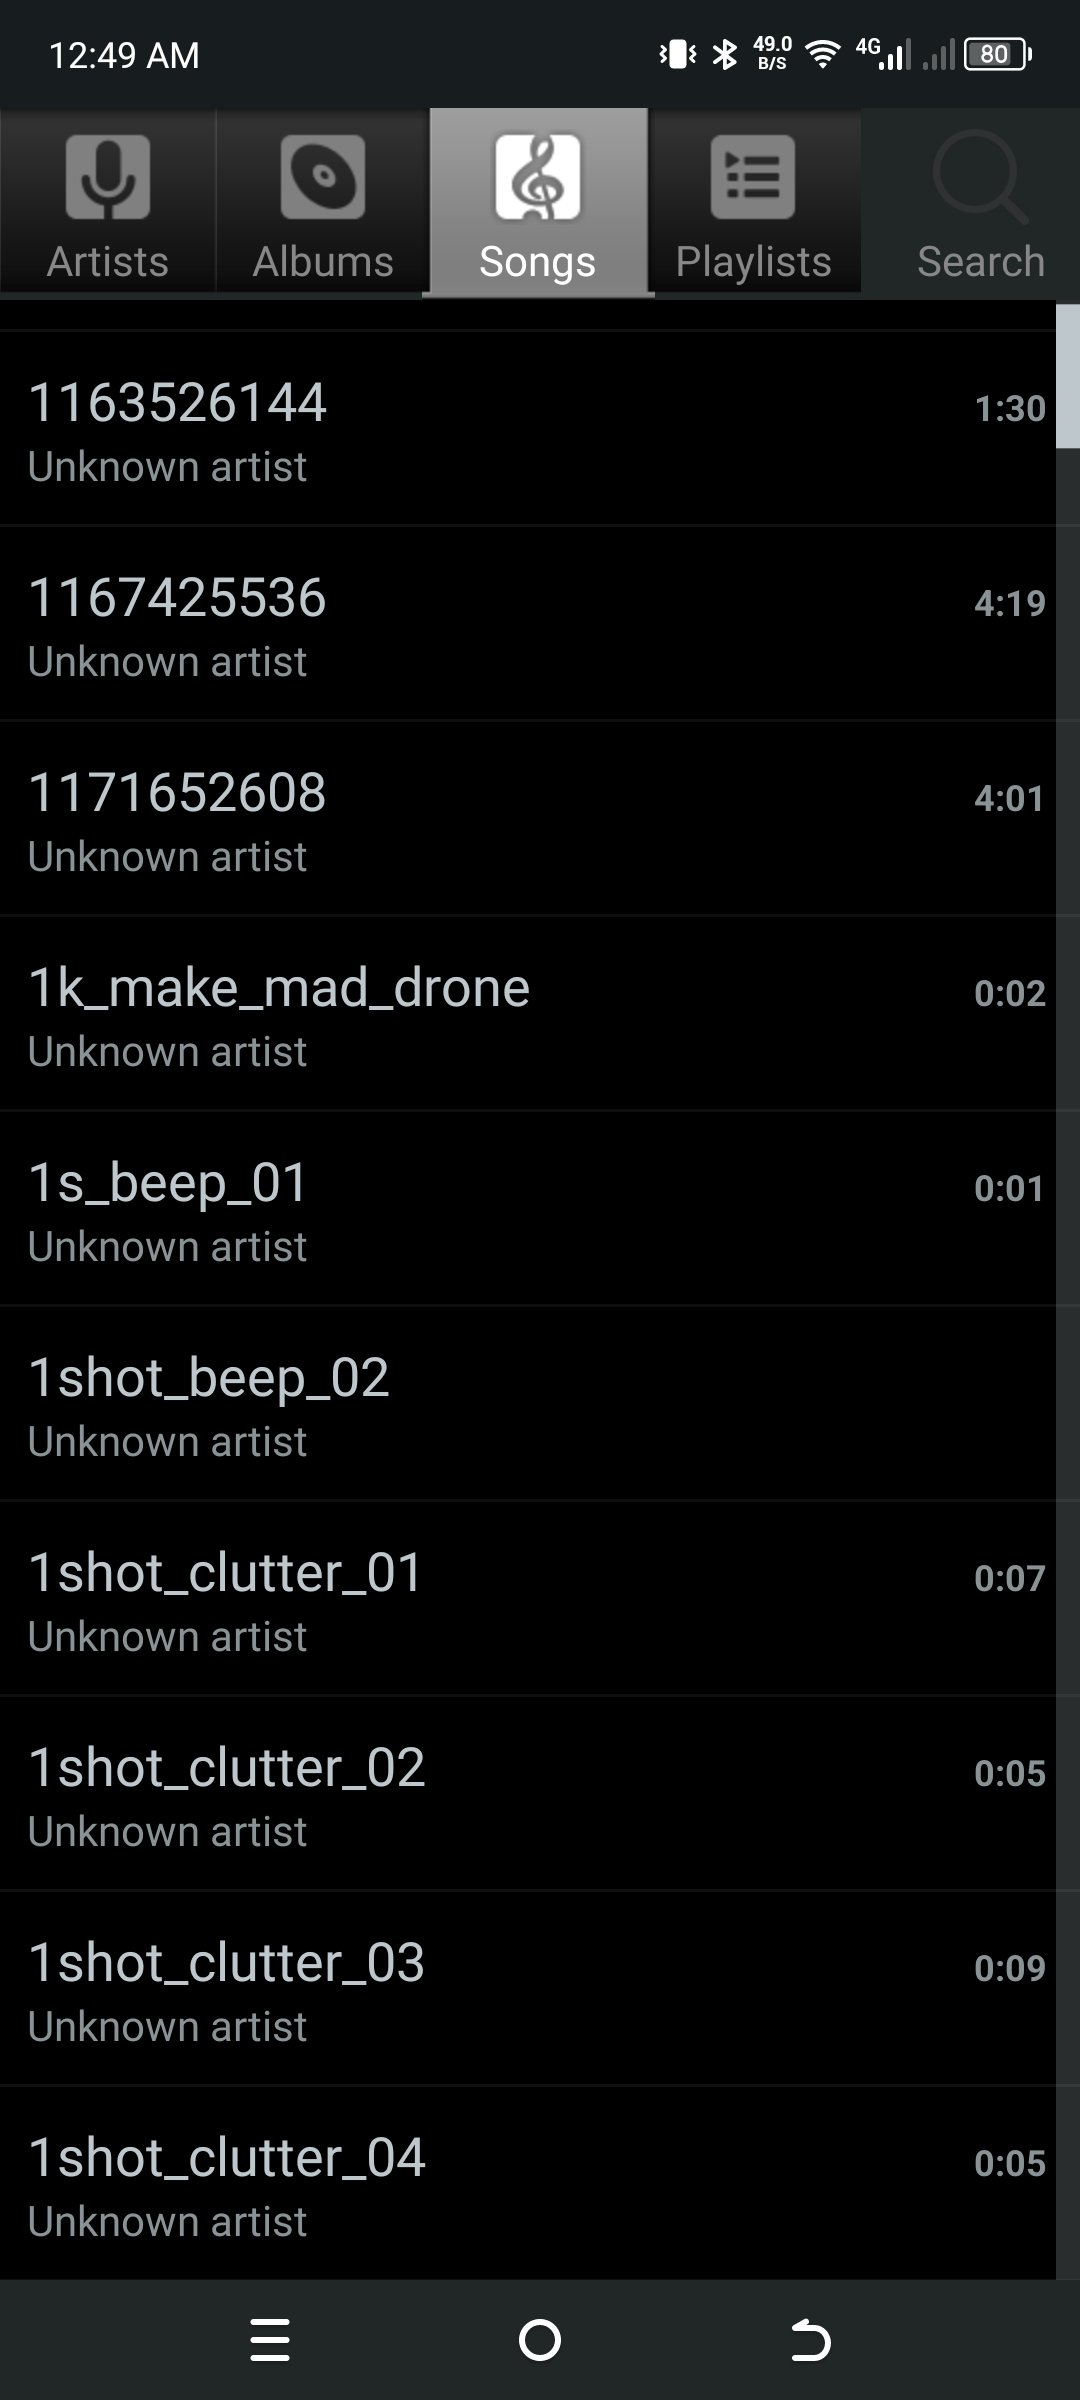 12:49 AM
49.0
B/S
4G
80
Artists
Albums
Songs
Playlists
Search
1163526144
1:30
Unknown artist
1167425536
4:19
Unknown artist
1171652608
4:01
Unknown artist
1k_make_mad_drone
0:02
Unknown artist
1s_beep_01
0:01
Unknown artist
1shot_beep_02
Unknown artist
1shot_clutter_01
0:07
Unknown artist
1shot_clutter_02
0:05
Unknown artist
1shot_clutter_03
0:09
Unknown artist
1shot_clutter_04
0:05
Unknown artist